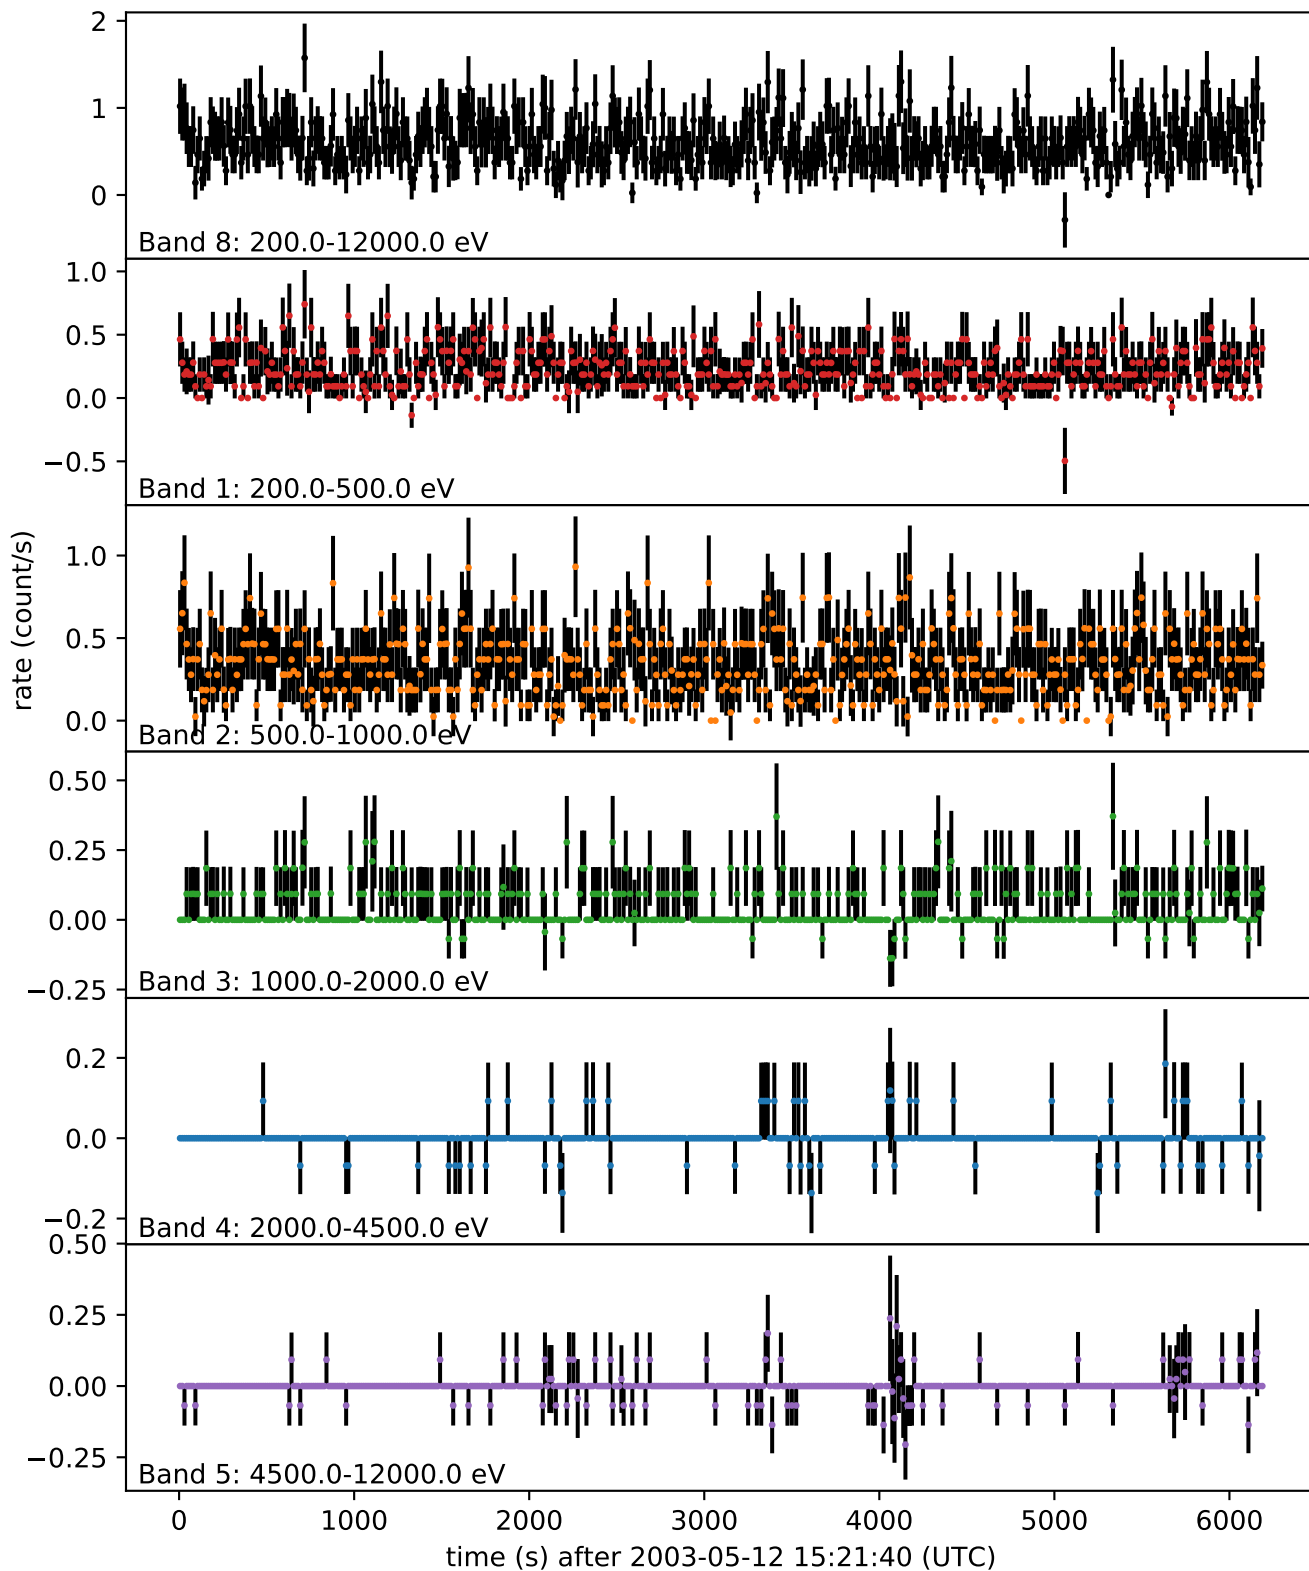 2
1
0
Band 8: 200.0-12000.0 eV
1.0
0.5
0.0
−0.5
Band 1: 200.0-500.0 eV
rate (count/s)
1.0
0.5
0.0
Band 2: 500.0-1000.0 eV
0.50
0.25
0.00
−0.25
Band 3: 1000.0-2000.0 eV
0.2
0.0
−0.2
Band 4: 2000.0-4500.0 eV
0.50
0.25
0.00
−0.25
Band 5: 4500.0-12000.0 eV
0 1000 2000 3000 4000 5000 6000
time (s) after 2003-05-12 15:21:40 (UTC)